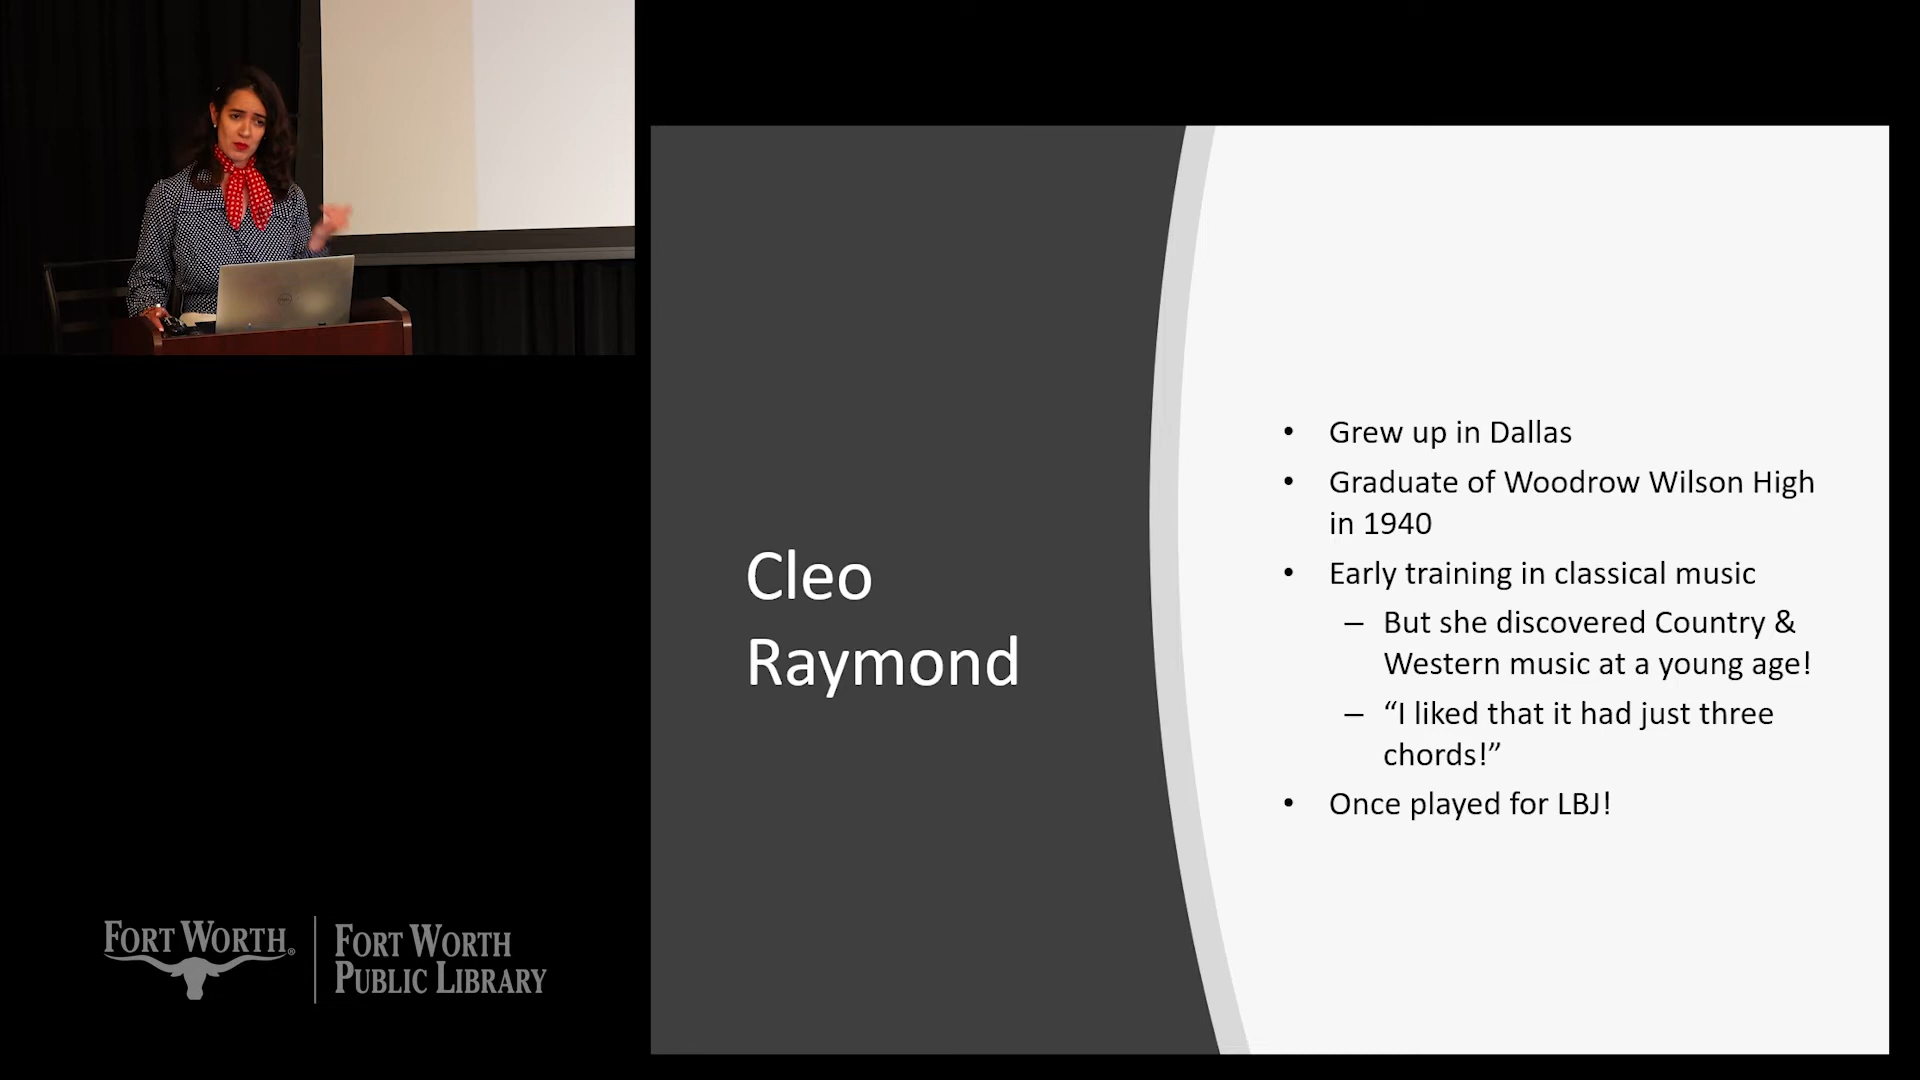 Cleo
Raymond
• Grew up in Dallas
• Graduate of Woodrow Wilson High
in 1940
• Early training in classical music
– But she discovered Country &
Western music at a young age!
– “I liked that it had just three
chords!”
• Once played for LBJ!
FORT WORTH®
FORT WORTH
PUBLIC LIBRARY